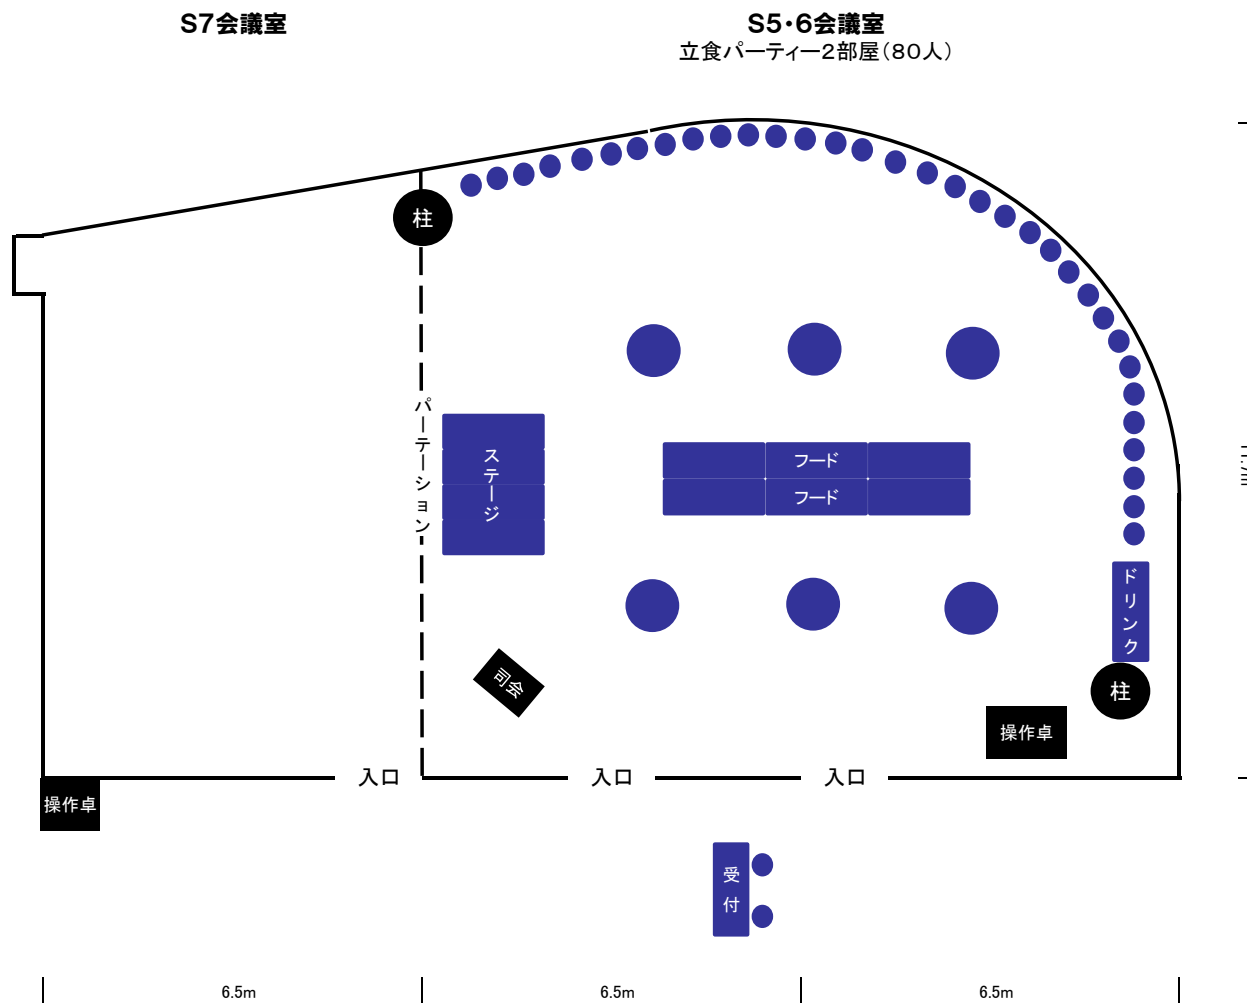 S7会議室
S5・6会議室
立食パーティー2部屋(80人)
柱
パーテーション
ステージ
フード
フード
ドリンク
司会
柱
操作卓
入口
入口
入口
操作卓
受付
6.5m
6.5m
6.5m